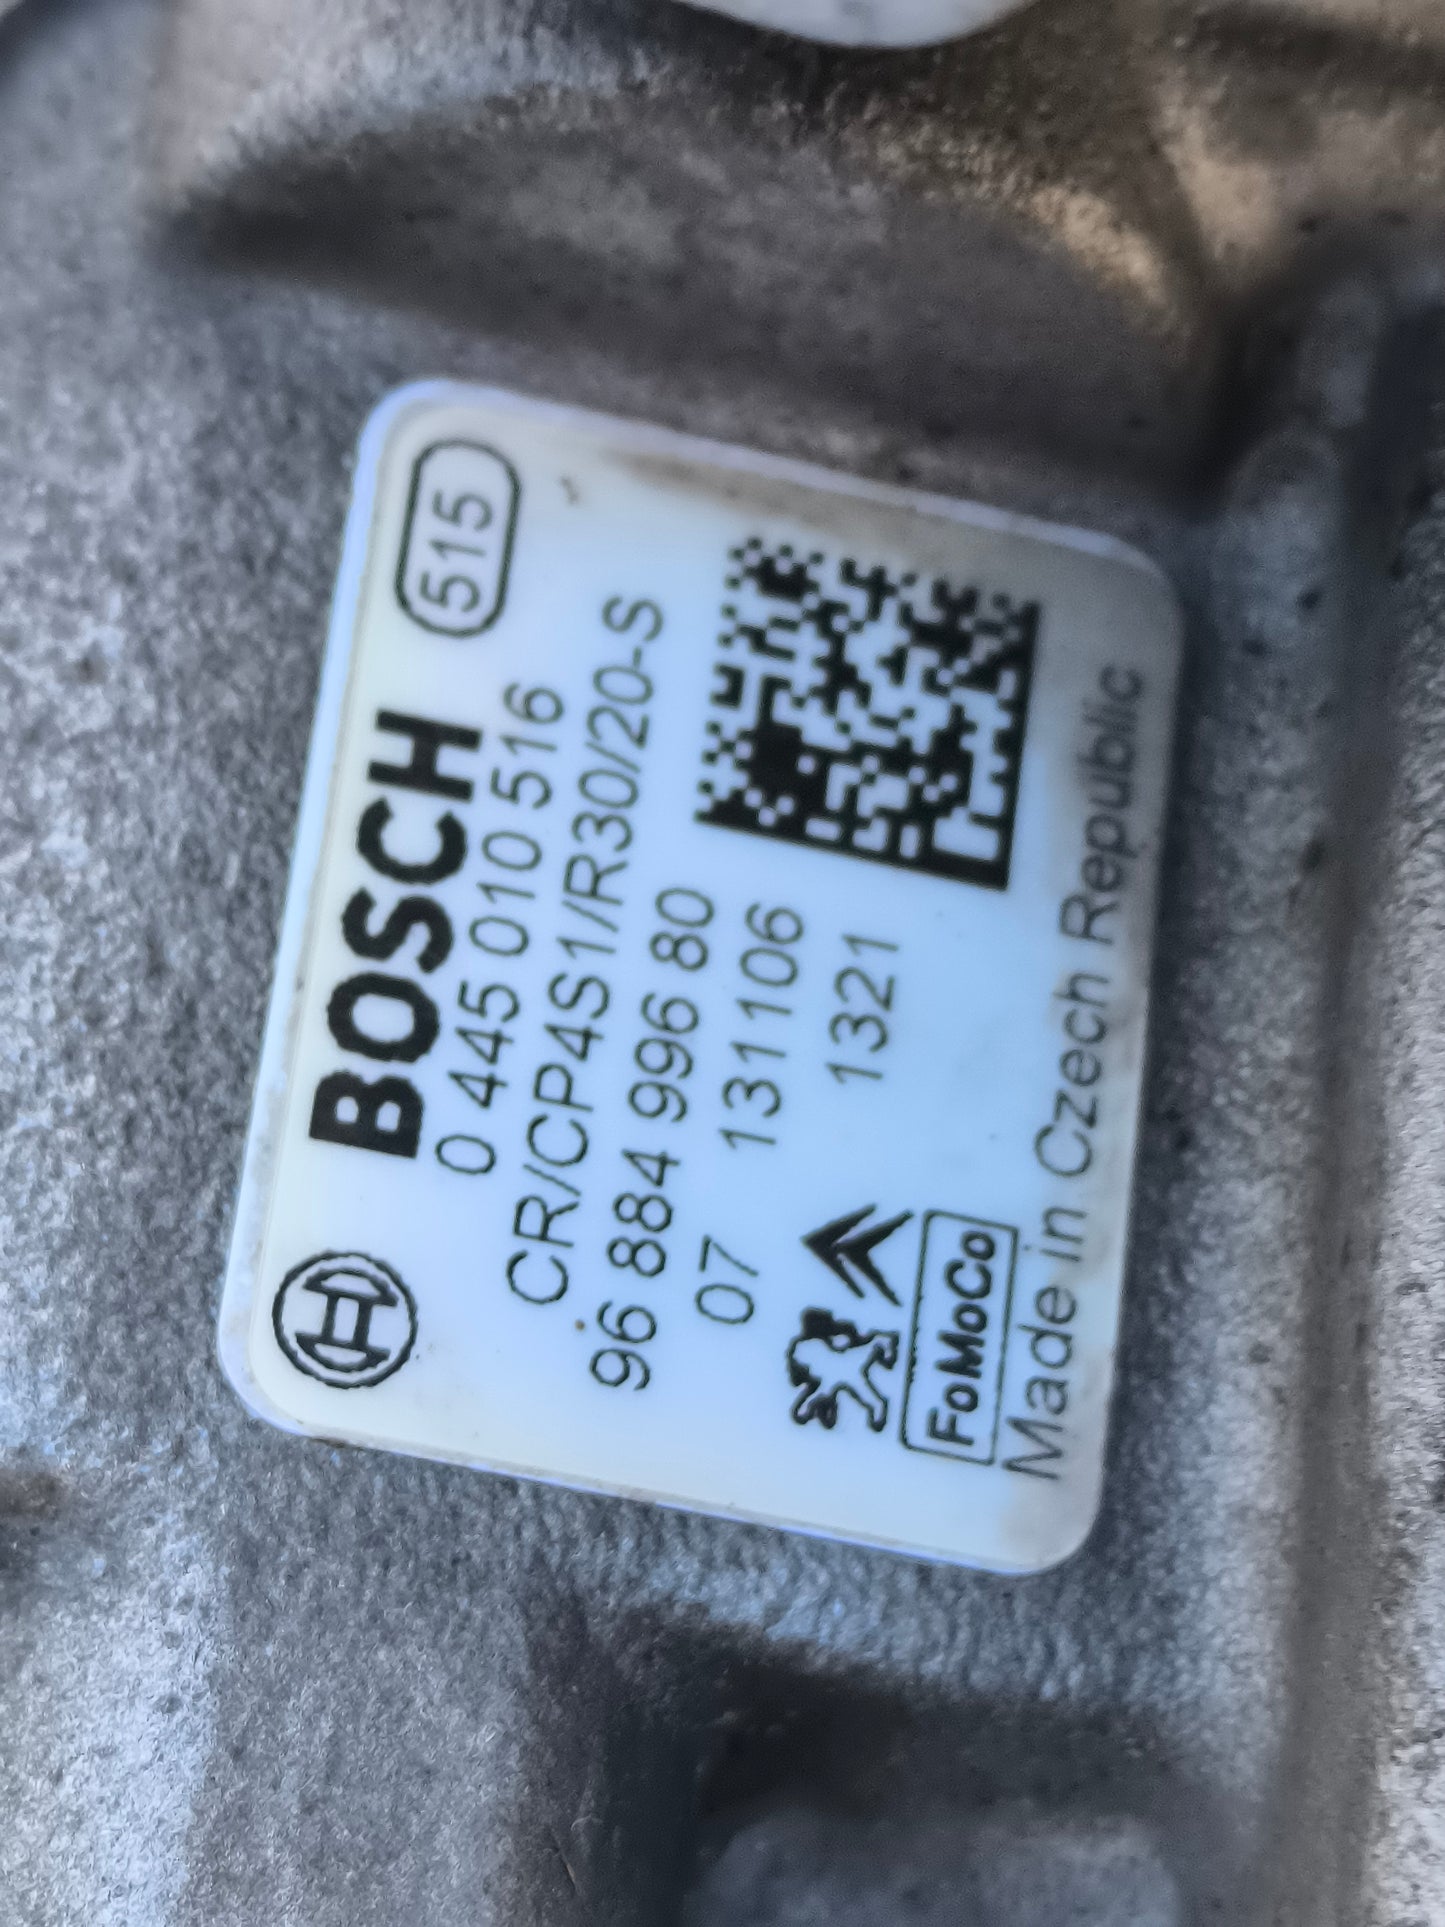 BOSCH 515
0 445 010 516
CR/CP4S1/R30/20-S
96 884 996 80
07 131106
1321
FoMoCo
Made in Czech Republic